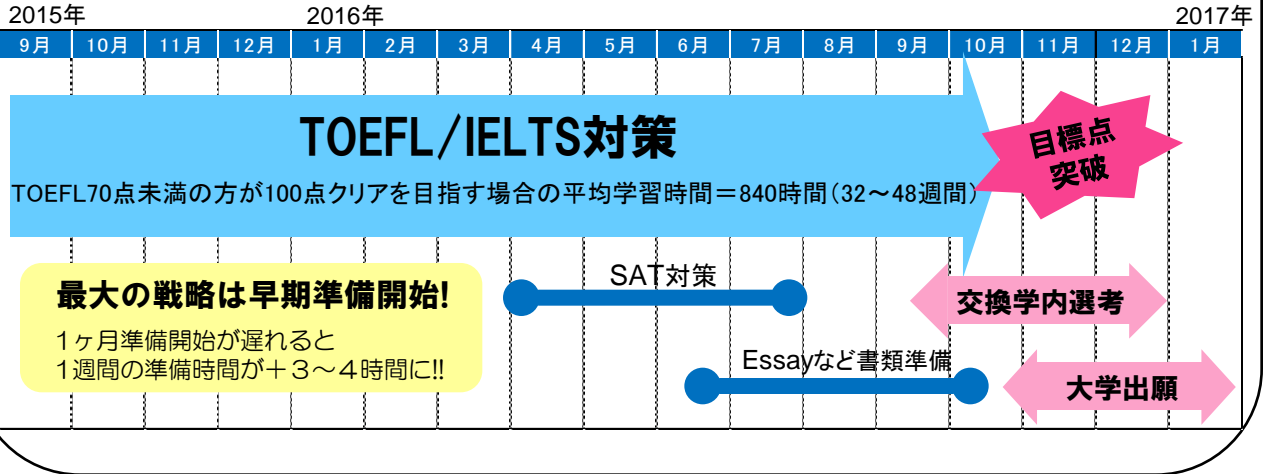 2015年 2016年 2017年
9月 10月 11月 12月 1月 2月 3月 4月 5月 6月 7月 8月 9月 10月 11月 12月 1月
TOEFL/IELTS対策
TOEFL70点未満の方が100点クリアを目指す場合の平均学習時間＝840時間(32～48週間)
目標点
突破
最大の戦略は早期準備開始!
1ヶ月準備開始が遅れると
1週間の準備時間が＋3～4時間に!!
SAT対策
交換学内選考
Essayなど書類準備
大学出願